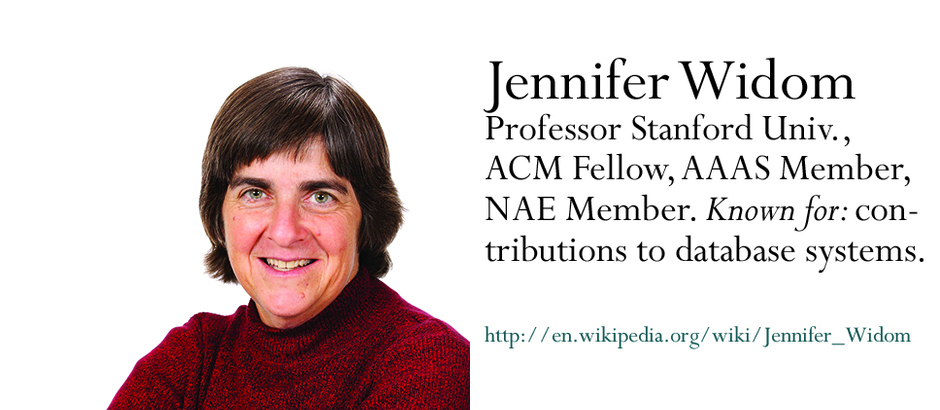 Jennifer Widom
Professor Stanford Univ.,
ACM Fellow, AAAS Member,
NAE Member. Known for: con-
tributions to database systems.
http://en.wikipedia.org/wiki/Jennifer_Widom